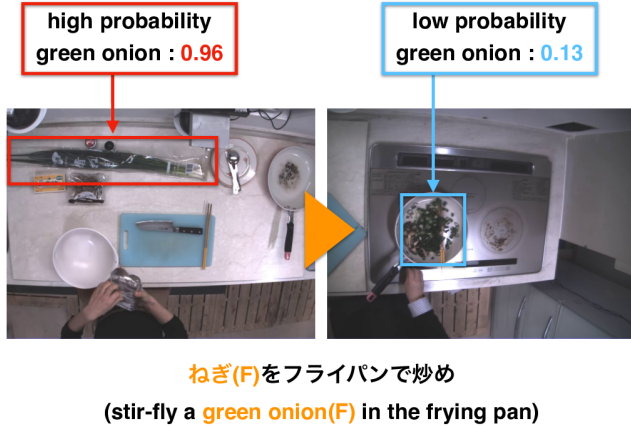 high probability
green onion : 0.96
low probability
green onion : 0.13
ねぎ(F)をフライパンで炒め
(stir-fly a green onion(F) in the frying pan)